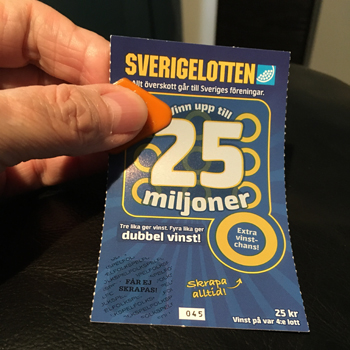 SVERIGELOTTEN
Allt överskott går till Sveriges föreningar.
Vinn upp till
25
miljoner
Tre lika ger vinst. Fyra lika ger
dubbel vinst!
Extra
vinst-
chans!
FÅR EJ
SKRAPAS!
Skrapa
alltid!
045
25 kr
Vinst på var 4:e lott